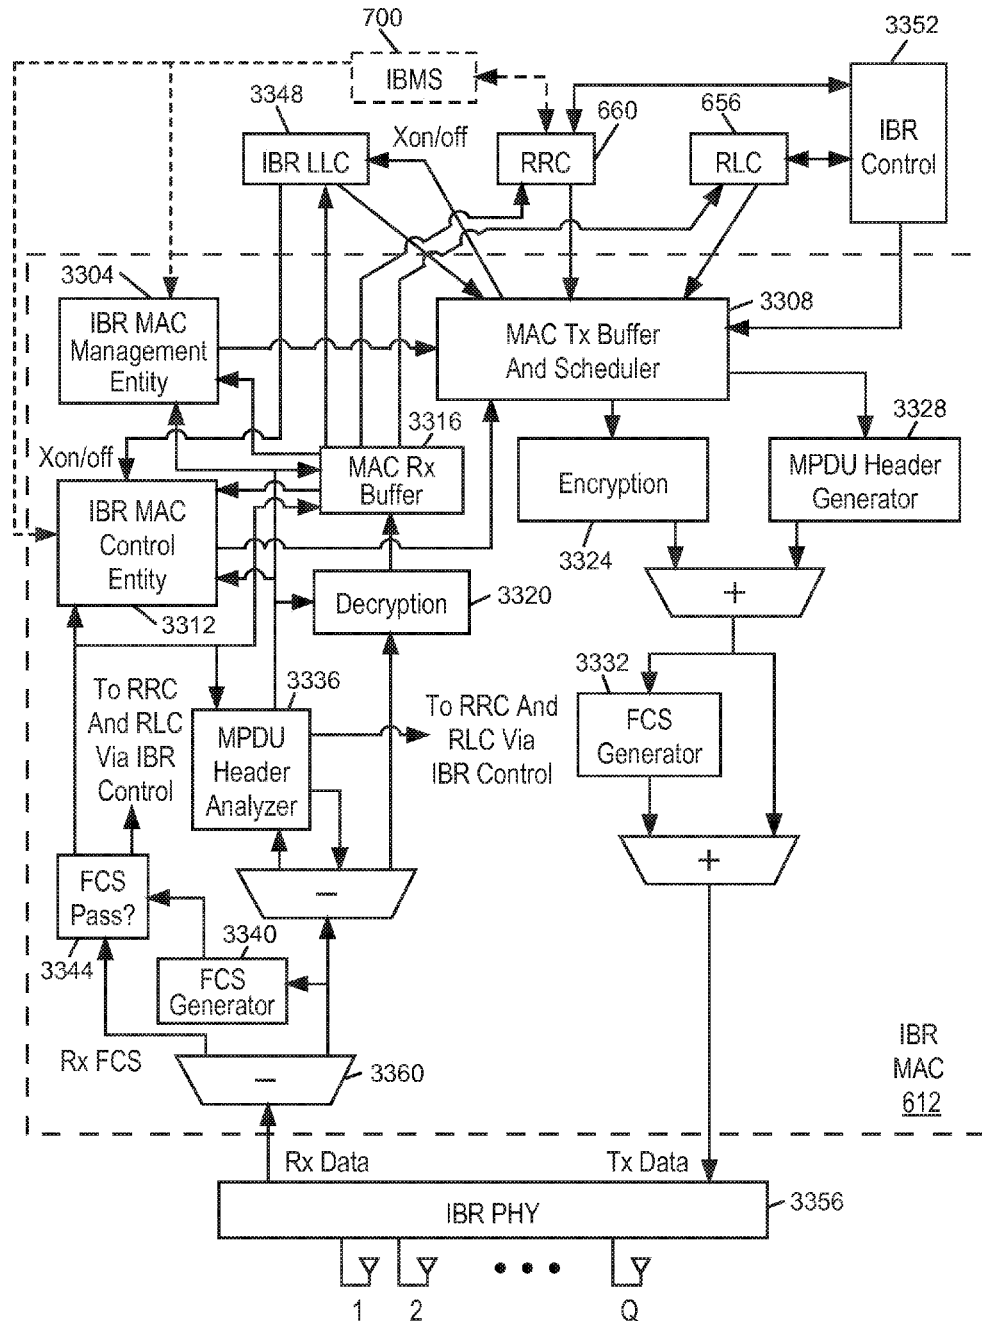 700
3352
IBMS
3348
660
656
Xon/off
IBR LLC
RRC
RLC
IBR
Control
3304
3308
IBR MAC
Management
Entity
MAC Tx Buffer
And Scheduler
3316
3328
Xon/off
MAC Rx
Buffer
Encryption
MPDU Header
Generator
IBR MAC
Control
Entity
3324
+
3312
Decryption
3320
3332
3336
To RRC
And RLC
Via IBR
Control
To RRC And
RLC Via
IBR Control
FCS
Generator
MPDU
Header
Analyzer
+
FCS
Pass?
−
3344
3340
FCS
Generator
Rx FCS
−
3360
IBR
MAC
612
Rx Data
Tx Data
IBR PHY
3356
1
2
Q